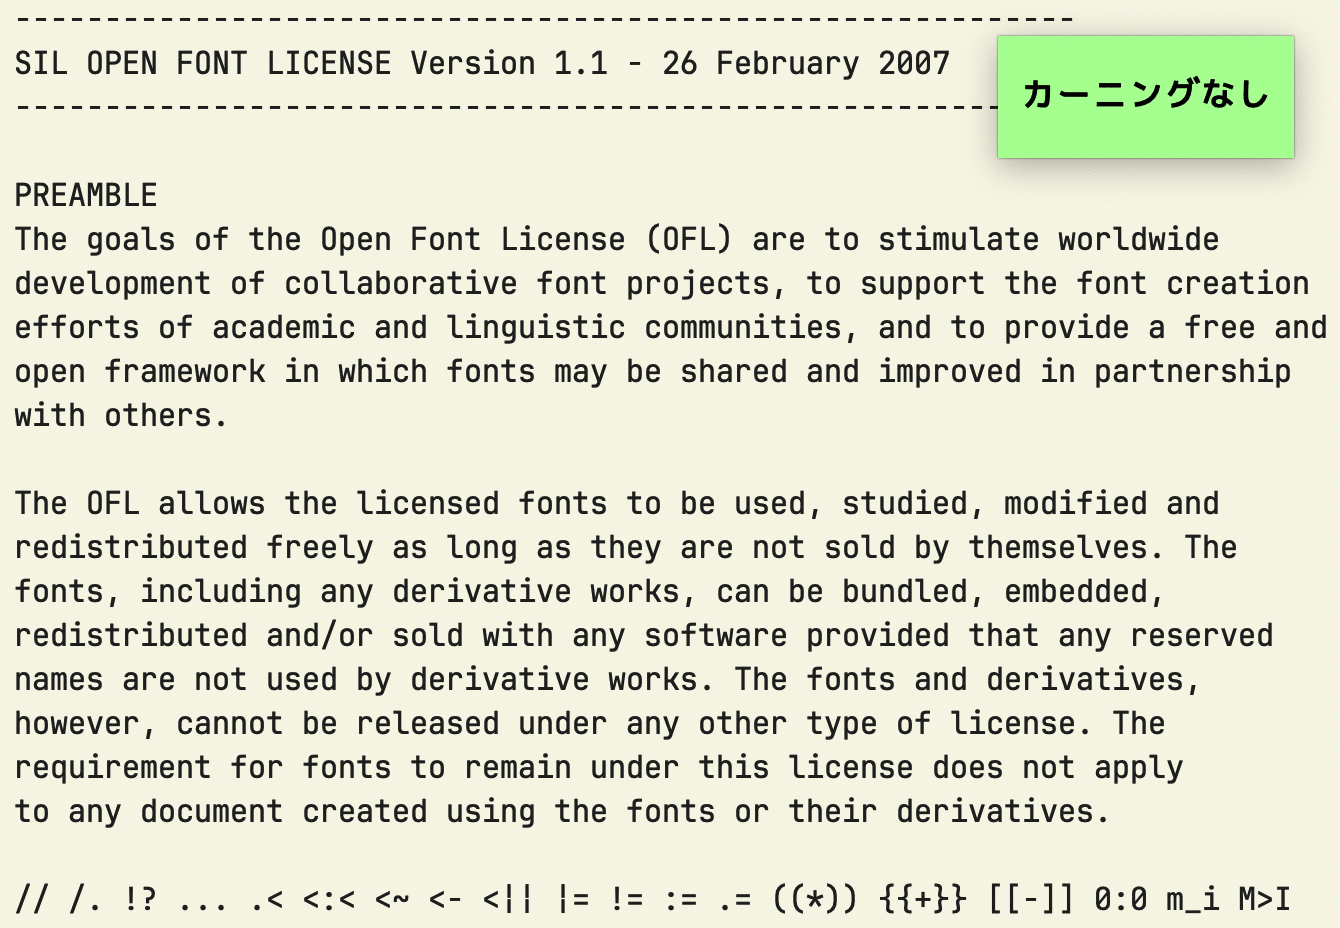 -----------------------------------------------------------
SIL OPEN FONT LICENSE Version 1.1 - 26 February 2007
-------------------------------------------------------
カーニングなし
PREAMBLE
The goals of the Open Font License (OFL) are to stimulate worldwide
development of collaborative font projects, to support the font creation
efforts of academic and linguistic communities, and to provide a free and
open framework in which fonts may be shared and improved in partnership
with others.
The OFL allows the licensed fonts to be used, studied, modified and
redistributed freely as long as they are not sold by themselves. The
fonts, including any derivative works, can be bundled, embedded,
redistributed and/or sold with any software provided that any reserved
names are not used by derivative works. The fonts and derivatives,
however, cannot be released under any other type of license. The
requirement for fonts to remain under this license does not apply
to any document created using the fonts or their derivatives.
// /. !? ... .< <:< <~ <- <|| |= != := .= ((*)) {{+}} [[-]] 0:0 m_i M>I